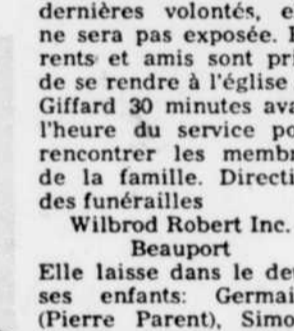 dernières volontés, e
ne sera pas exposée.
rents et amis sont pri
de se rendre à l'église
Giffard 30 minutes ava
l'heure du service po
rencontrer les membr
de la famille. Directi
des funérailles
Wilbrod Robert Inc.
Beauport
Elle laisse dans le deu
ses enfants: Germai
(Pierre Parent), Simo